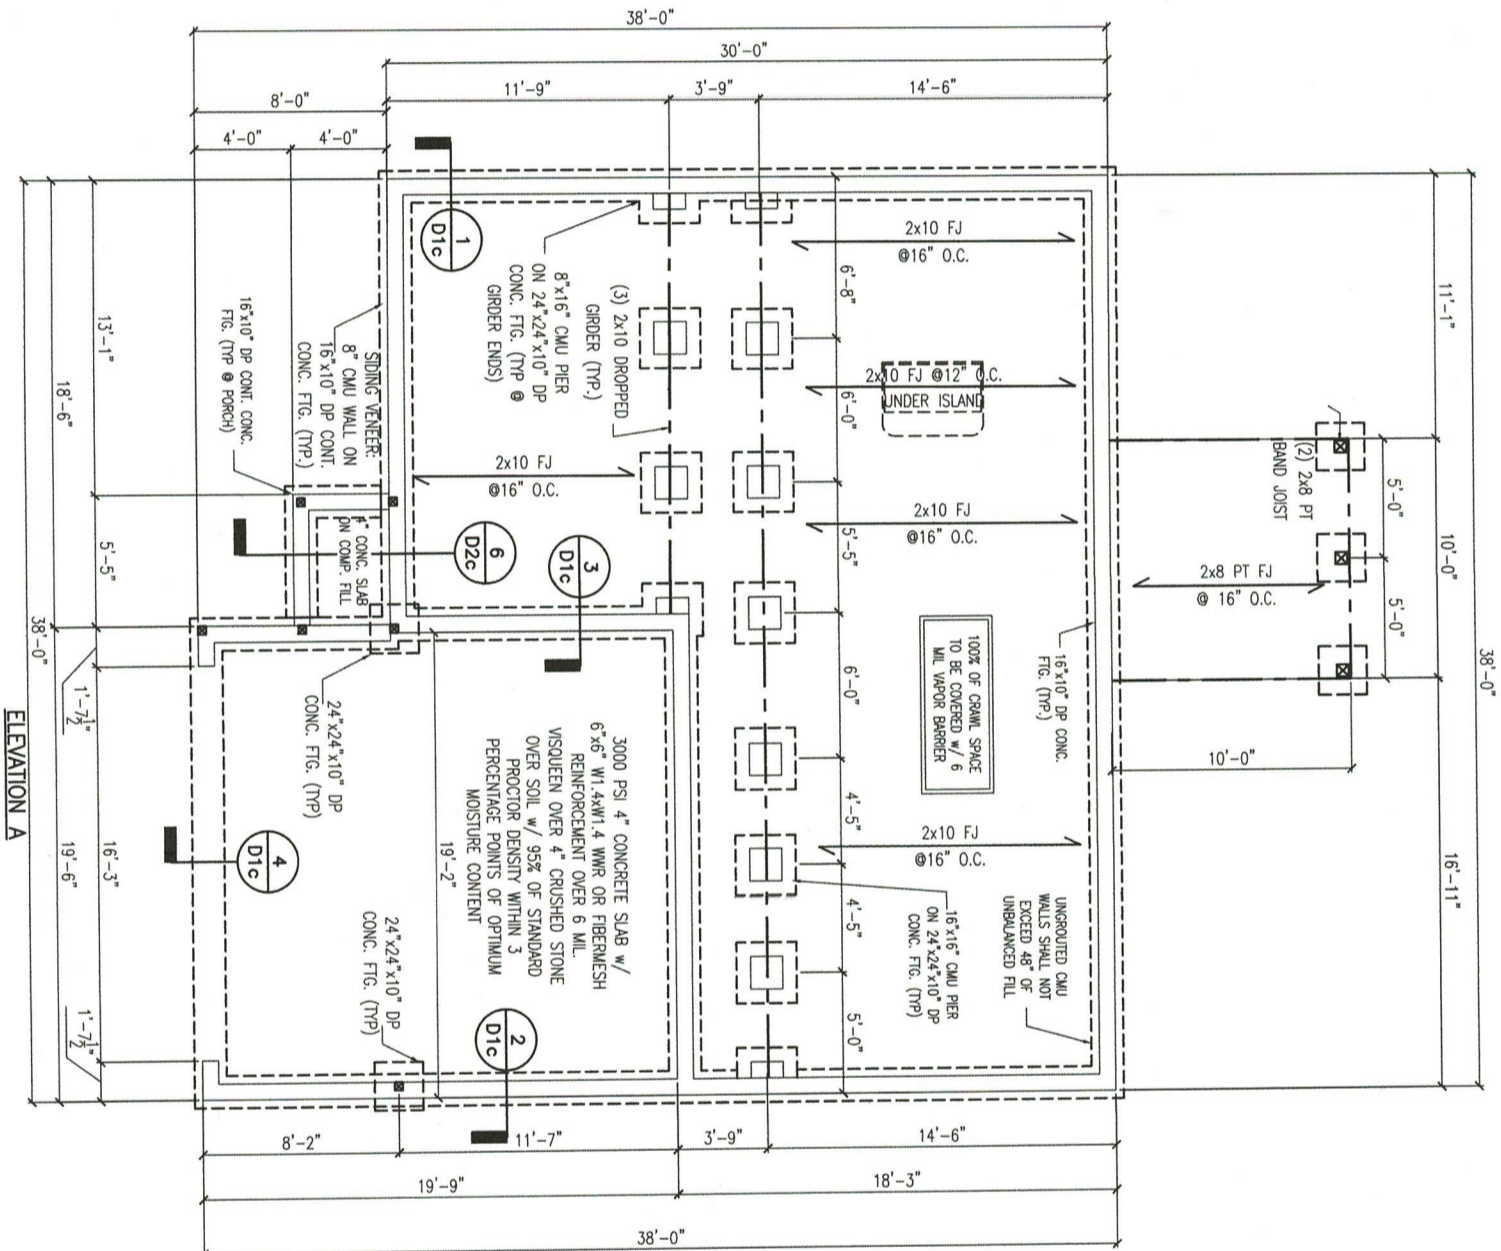 38'-0"
30'-0"
11'-9"
3'-9"
14'-6"
8'-0"
4'-0"
4'-0"
1
D1c
2x10 FJ
@16" O.C.
6'-8"
11'-1"
38'-0"
8"x16" CMU PIER
ON 24"x24"x10" DP
CONC. FTG. (TYP @
GIRDER ENDS)
(3) 2x10 DROPPED
GIRDER (TYP.)
2x10 FJ @12" O.C.
UNDER ISLAND
6'-0"
SIDING VENEER:
8" CMU WALL ON
16"x10" DP CONT.
CONC. FTG. (TYP.)
16"x10" DP CONT. CONC.
FTG. (TYP @ PORCH)
13'-1"
18'-6"
2x10 FJ
@16" O.C.
2x10 FJ
@16" O.C.
5'-5"
(2) 2x8 PT
BAND JOIST
5'-0"
10'-0"
5'-0"
2x8 PT FJ
@ 16" O.C.
4" CONC. SLAB
ON COMP. FILL
6
D2c
3
D1c
5'-5"
38'-0"
6'-0"
100% OF CRAWL SPACE
TO BE COVERED w/ 6
MIL VAPOR BARRIER
16"x10" DP CONC.
FTG. (TYP.)
10'-0"
1'-7½"
24"x24"x10" DP
CONC. FTG. (TYP)
3000 PSI 4" CONCRETE SLAB w/
6"x6" W1.4xW1.4 WWR OR FIBERMESH
REINFORCEMENT OVER 6 MIL.
VISQUEEN OVER 4" CRUSHED STONE
OVER SOIL w/ 95% OF STANDARD
PROCTOR DENSITY WITHIN 3
PERCENTAGE POINTS OF OPTIMUM
MOISTURE CONTENT
4'-5"
2x10 FJ
@16" O.C.
16'-11"
ELEVATION A
19'-6"
16'-3"
4
D1c
19'-2"
16"x16" CMU PIER
ON 24"x24"x10" DP
CONC. FTG. (TYP)
4'-5"
UNGROUTED CMU
WALLS SHALL NOT
EXCEED 48" OF
UNBALANCED FILL
24"x24"x10" DP
CONC. FTG. (TYP)
2
D1c
5'-0"
1'-7½"
8'-2"
11'-7"
3'-9"
14'-6"
19'-9"
18'-3"
38'-0"